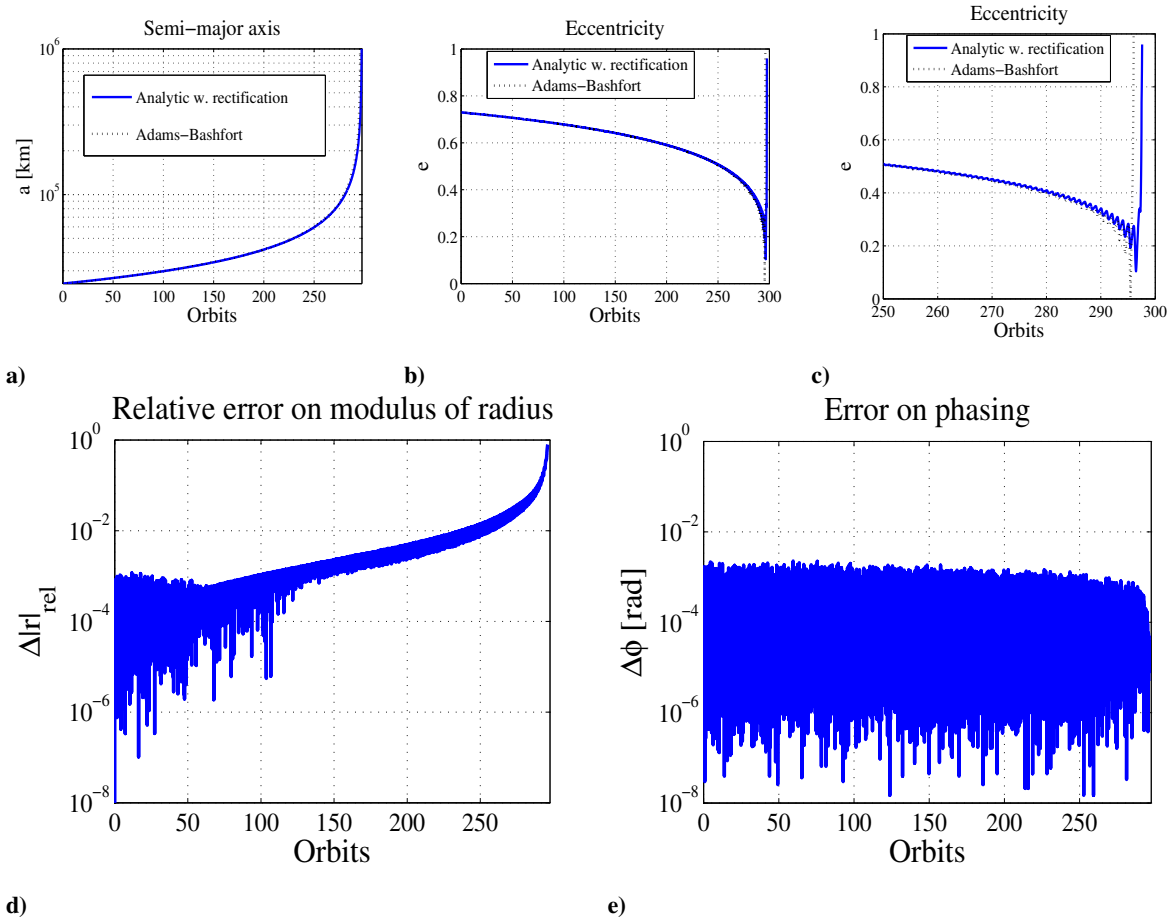 Semi−major axis
10^6
10^5
a [km]
Analytic w. rectification
Adams−Bashfort
0 50 100 150 200 250
Orbits
a)
Eccentricity
1
0.8
0.6
0.4
0.2
0
e
Analytic w. rectification
Adams−Bashfort
0 50 100 150 200 250 300
Orbits
b)
Eccentricity
1
0.8
0.6
0.4
0.2
0
e
Analytic w. rectification
Adams−Bashfort
250 260 270 280 290 300
Orbits
c)
Relative error on modulus of radius
10^0
10^−2
10^−4
10^−6
10^−8
Δ|r|_rel
0 50 100 150 200 250
Orbits
d)
Error on phasing
10^0
10^−2
10^−4
10^−6
10^−8
Δϕ [rad]
0 50 100 150 200 250
Orbits
e)